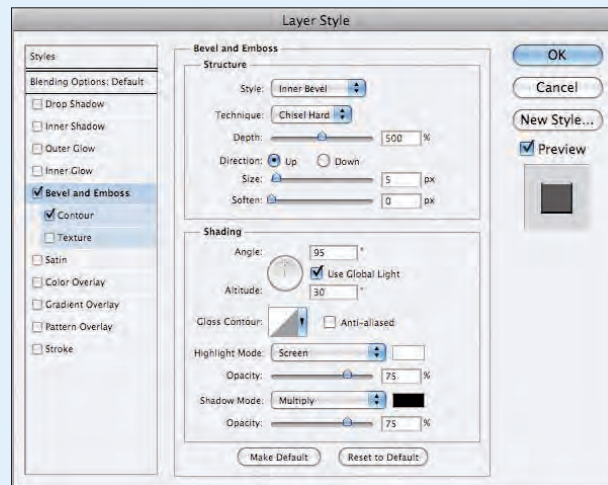 Layer Style
Styles
Blending Options: Default
Drop Shadow
Inner Shadow
Outer Glow
Inner Glow
Bevel and Emboss
Contour
Texture
Satin
Color Overlay
Gradient Overlay
Pattern Overlay
Stroke
Bevel and Emboss
Structure
Style: Inner Bevel
Technique: Chisel Hard
Depth: 500 %
Direction: Up Down
Size: 5 px
Soften: 0 px
Shading
Angle: 95 °
Use Global Light
Altitude: 30 °
Gloss Contour: Anti-aliased
Highlight Mode: Screen
Opacity: 75 %
Shadow Mode: Multiply
Opacity: 75 %
Make Default Reset to Default
OK
Cancel
New Style...
Preview